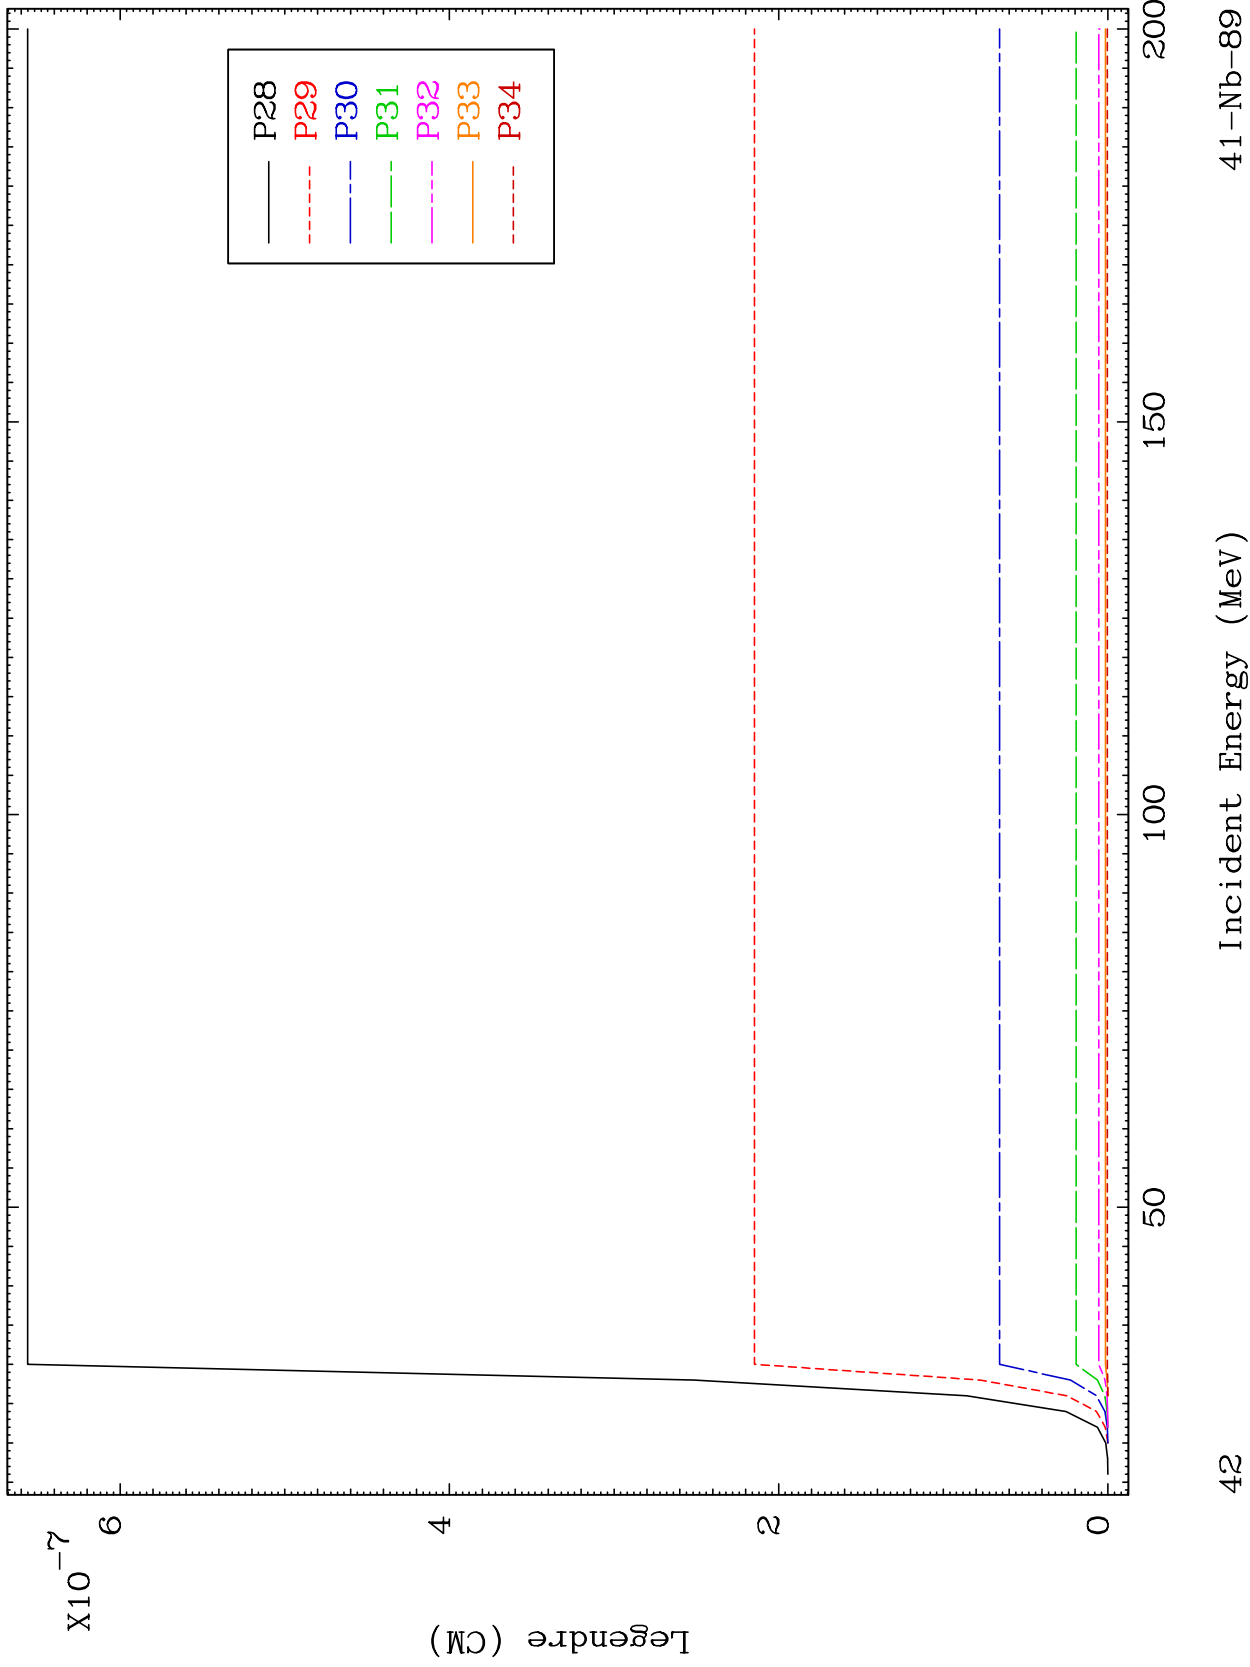 X10-7
6
4
2
0
Legendre (CM)
P28
P29
P30
P31
P32
P33
P34
50
100
150
200
42
Incident Energy (MeV)
41-Nb-89